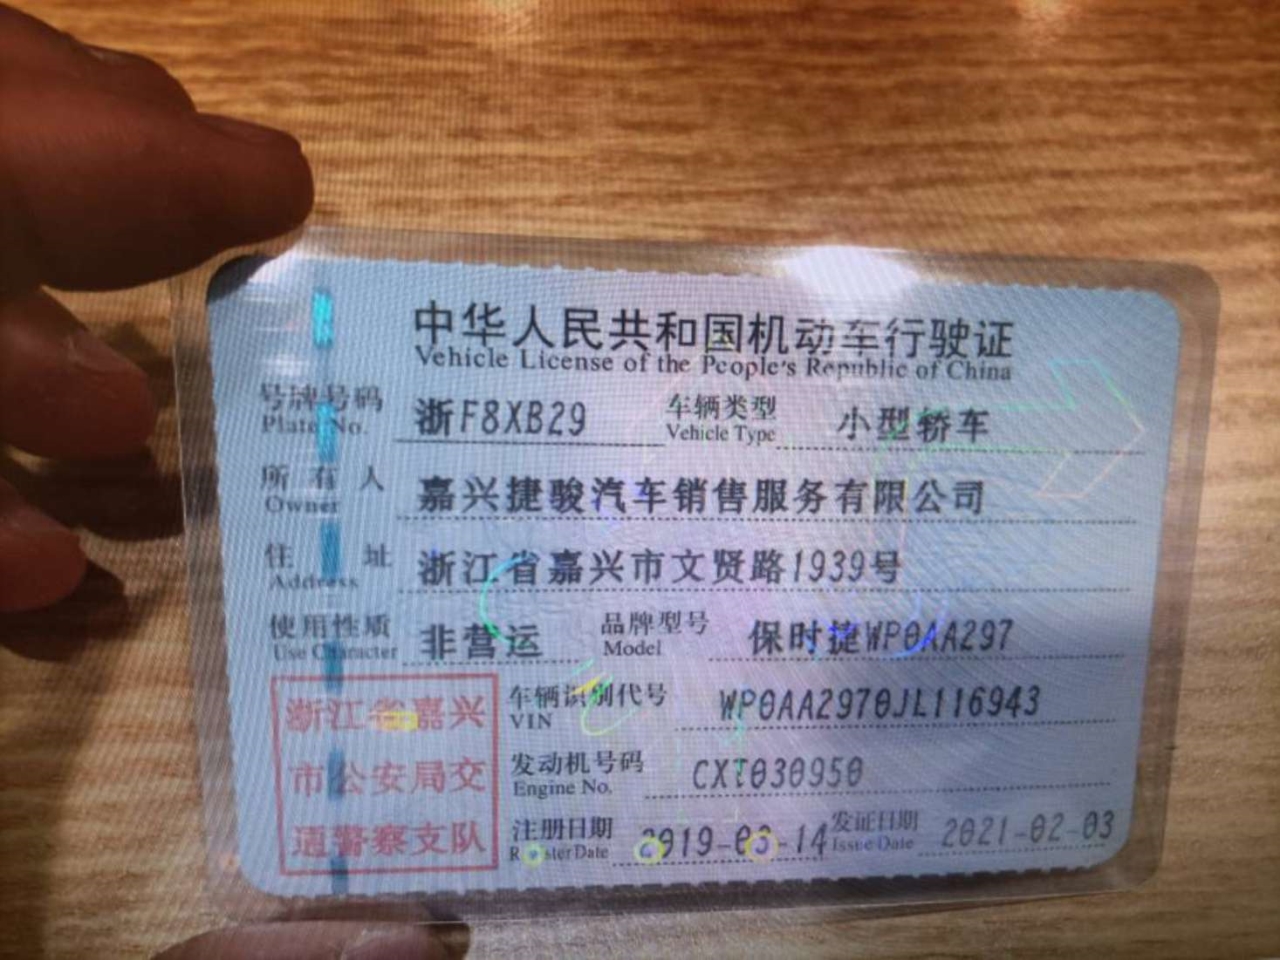 中华人民共和国机动车行驶证
Vehicle License of the People's Republic of China
号牌号码 浙F8XB29 车辆类型 小型轿车
Plate No. Vehicle Type
所有人 嘉兴捷骏汽车销售服务有限公司
Owner
住址 浙江省嘉兴市文贤路1939号
Address
使用性质 非营运 品牌型号 保时捷WP0AA297
Use Character Model
浙江省嘉兴
市公安局交
通警察支队
车辆识别代号 WP0AA2970JL116943
VIN
发动机号码 CXT030950
Engine No.
注册日期 2019-03-14 发证日期 2021-02-03
Register Date Issue Date